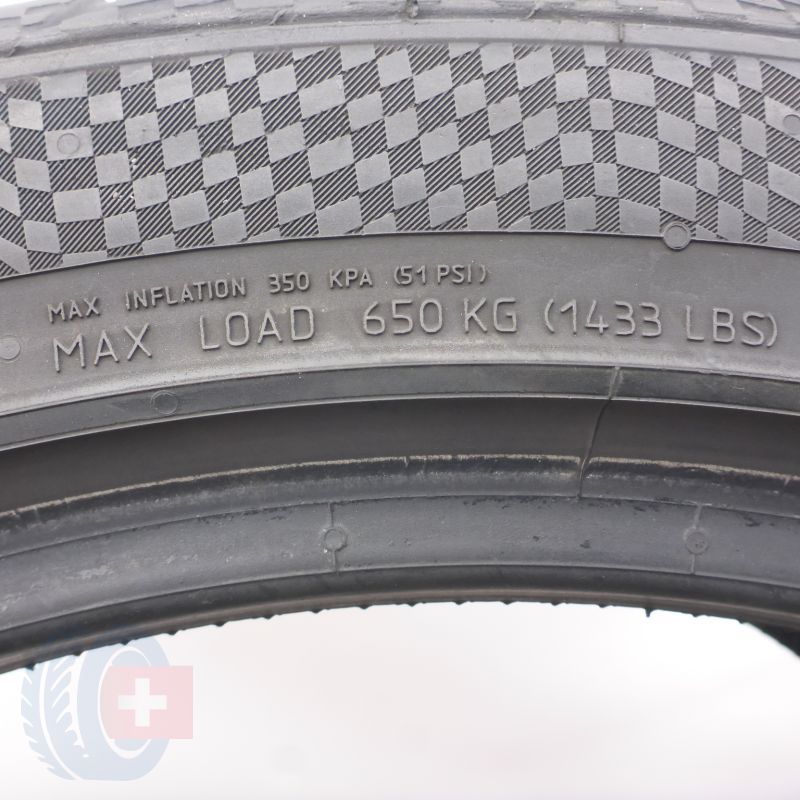 MAX INFLATION 350 KPA (51 PSI)
MAX LOAD 650 KG (1433 LBS)